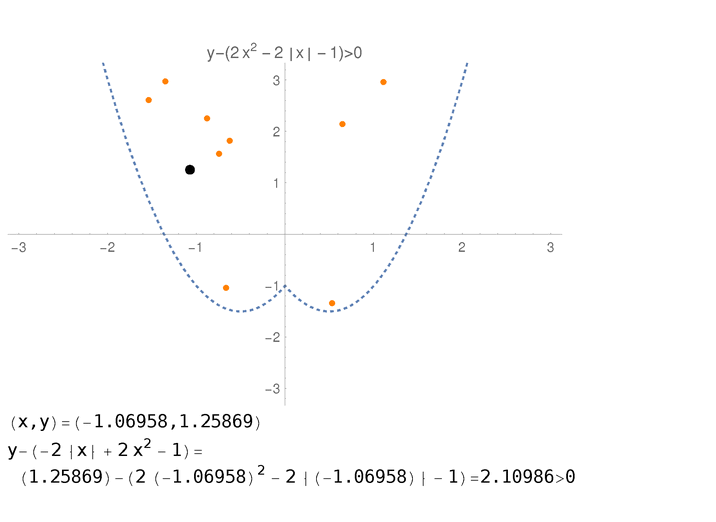 y−(2 x² − 2 |x| − 1)>0
3
2
1
−3 −2 −1 1 2 3
−1
−2
−3
(x,y)=(−1.06958,1.25869)
y−(−2 |x| + 2 x² − 1)=
(1.25869)−(2 (−1.06958)² − 2 |(−1.06958)| − 1)=2.10986>0